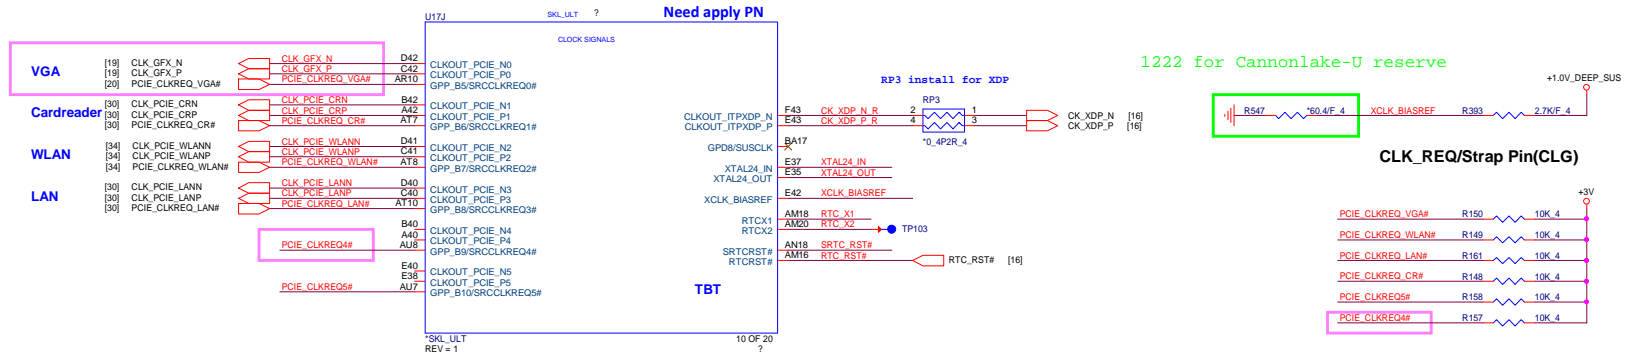 Need apply PN
U17J
SKL_ULT ?
CLOCK SIGNALS
VGA
[19] CLK_GFX_N
[19] CLK_GFX_P
[20] PCIE_CLKREQ_VGA#
CLK_GFX_N D42 CLKOUT_PCIE_N0
CLK_GFX_P C42 CLKOUT_PCIE_P0
PCIE_CLKREQ_VGA# AR10 GPP_B5/SRCCLKREQ0#
Cardreader
[30] CLK_PCIE_CRN
[30] CLK_PCIE_CRP
[30] PCIE_CLKREQ_CR#
CLK_PCIE_CRN B42 CLKOUT_PCIE_N1
CLK_PCIE_CRP A42 CLKOUT_PCIE_P1
PCIE_CLKREQ_CR# AT7 GPP_B6/SRCCLKREQ1#
WLAN
[34] CLK_PCIE_WLANN
[34] CLK_PCIE_WLANP
[34] PCIE_CLKREQ_WLAN#
CLK_PCIE_WLANN D41 CLKOUT_PCIE_N2
CLK_PCIE_WLANP C41 CLKOUT_PCIE_P2
PCIE_CLKREQ_WLAN# AT8 GPP_B7/SRCCLKREQ2#
LAN
[30] CLK_PCIE_LANN
[30] CLK_PCIE_LANP
[30] PCIE_CLKREQ_LAN#
CLK_PCIE_LANN D40 CLKOUT_PCIE_N3
CLK_PCIE_LANP C40 CLKOUT_PCIE_P3
PCIE_CLKREQ_LAN# AT10 GPP_B8/SRCCLKREQ3#
B40 CLKOUT_PCIE_N4
A40 CLKOUT_PCIE_P4
PCIE_CLKREQ4# AU8 GPP_B9/SRCCLKREQ4#
E40 CLKOUT_PCIE_N5
E38 CLKOUT_PCIE_P5
PCIE_CLKREQ5# AU7 GPP_B10/SRCCLKREQ5#
RP3 install for XDP
RP3
CLKOUT_ITPXDP_N F43 CK_XDP_N_R 2 1 CK_XDP_N [16]
CLKOUT_ITPXDP_P E43 CK_XDP_P_R 4 3 CK_XDP_P [16]
*0_4P2R_4
GPD8/SUSCLK BA17
XTAL24_IN E37 XTAL24_IN
XTAL24_OUT E35 XTAL24_OUT
XCLK_BIASREF E42 XCLK_BIASREF
RTCX1 AM18 RTC_X1
RTCX2 AM20 RTC_X2 TP103
SRTCRST# AN18 SRTC_RST#
RTCRST# AM16 RTC_RST# RTC_RST# [16]
TBT
*SKL_ULT
10 OF 20
REV = 1
?
1222 for Cannonlake-U reserve
+1.0V_DEEP_SUS
R547 *60.4/F_4 XCLK_BIASREF R393 2.7K/F_4
CLK_REQ/Strap Pin(CLG)
+3V
PCIE_CLKREQ_VGA# R150 10K_4
PCIE_CLKREQ_WLAN# R149 10K_4
PCIE_CLKREQ_LAN# R161 10K_4
PCIE_CLKREQ_CR# R148 10K_4
PCIE_CLKREQ5# R158 10K_4
PCIE_CLKREQ4# R157 10K_4